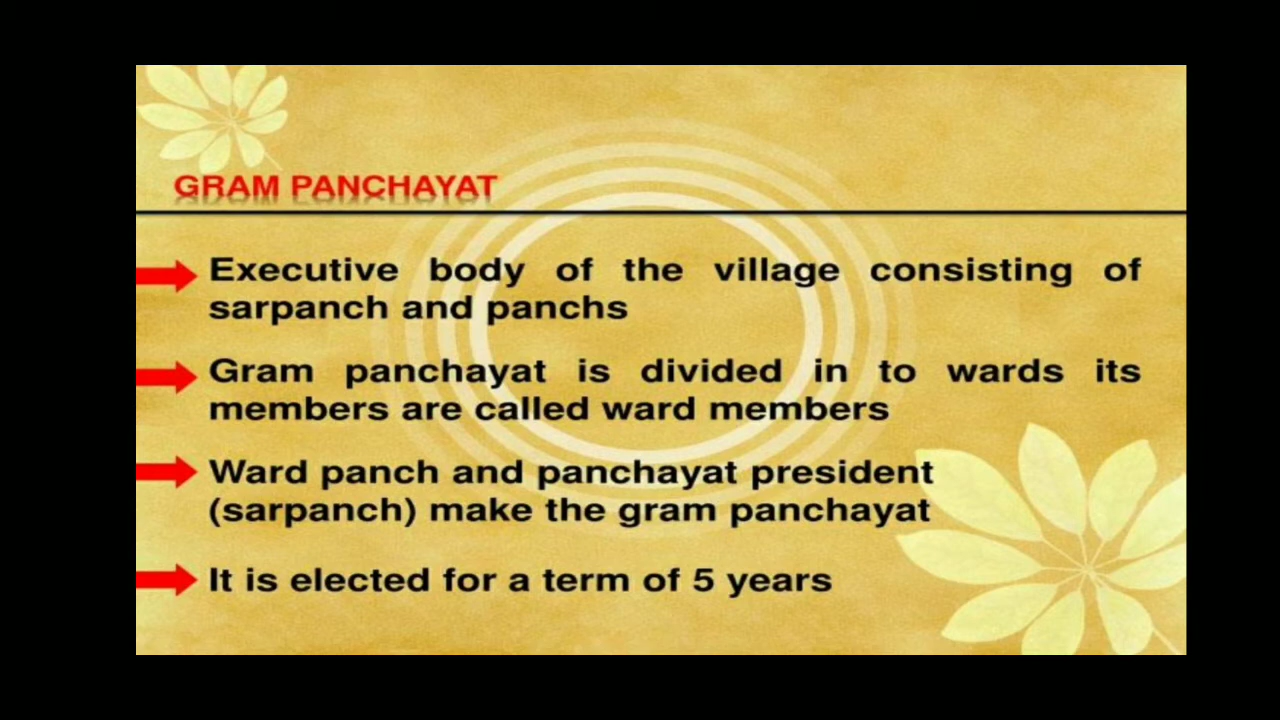 GRAM PANCHAYAT
Executive body of the village consisting of
sarpanch and panchs
Gram panchayat is divided in to wards its
members are called ward members
Ward panch and panchayat president
(sarpanch) make the gram panchayat
It is elected for a term of 5 years